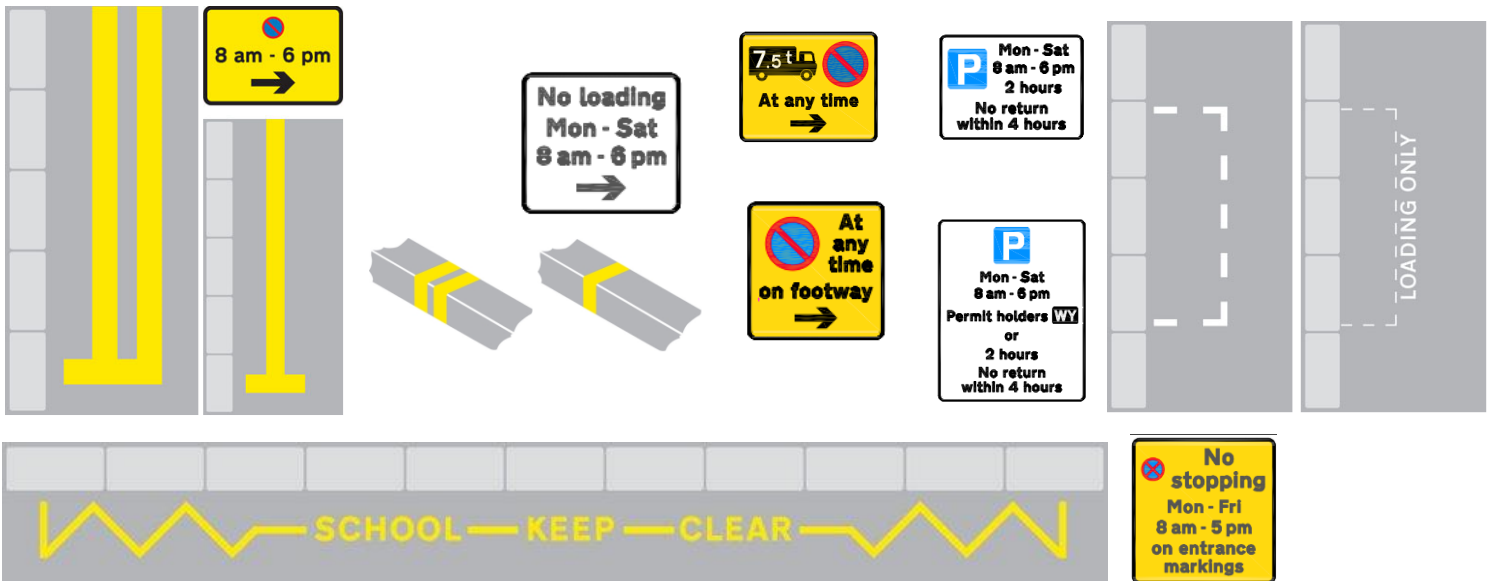 8 am - 6 pm
No loading
Mon - Sat
8 am - 6 pm
7.5t
At any time
At
any
time
on footway
P
Mon - Sat
8 am - 6 pm
2 hours
No return
within 4 hours
P
Mon - Sat
8 am - 6 pm
Permit holders WY
or
2 hours
No return
within 4 hours
LOADING ONLY
SCHOOL KEEP CLEAR
No
stopping
Mon - Fri
8 am - 5 pm
on entrance
markings